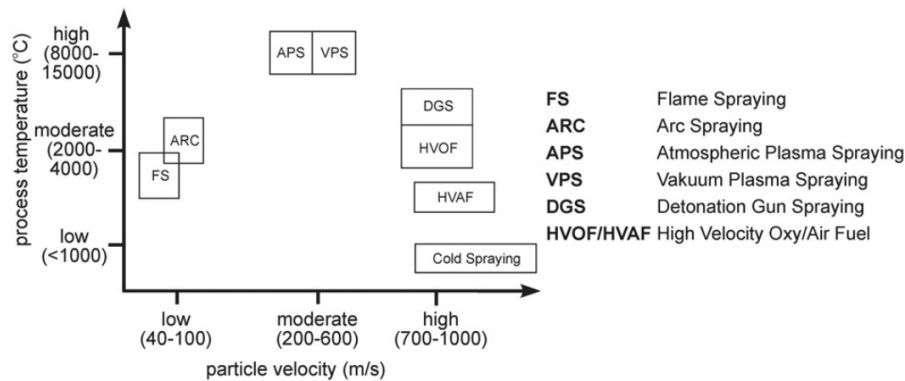 process temperature (°C)
high
(8000-
15000)
moderate
(2000-
4000)
low
(<1000)
APS
VPS
DGS
ARC
HVOF
FS
HVAF
Cold Spraying
low
(40-100)
moderate
(200-600)
high
(700-1000)
particle velocity (m/s)
FS Flame Spraying
ARC Arc Spraying
APS Atmospheric Plasma Spraying
VPS Vakuum Plasma Spraying
DGS Detonation Gun Spraying
HVOF/HVAF High Velocity Oxy/Air Fuel